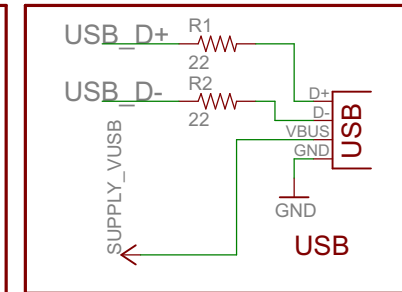 USB_D+
R1
22
USB_D-
R2
22
D+
D-
VBUS
GND
USB
SUPPLY_VUSB
GND
USB